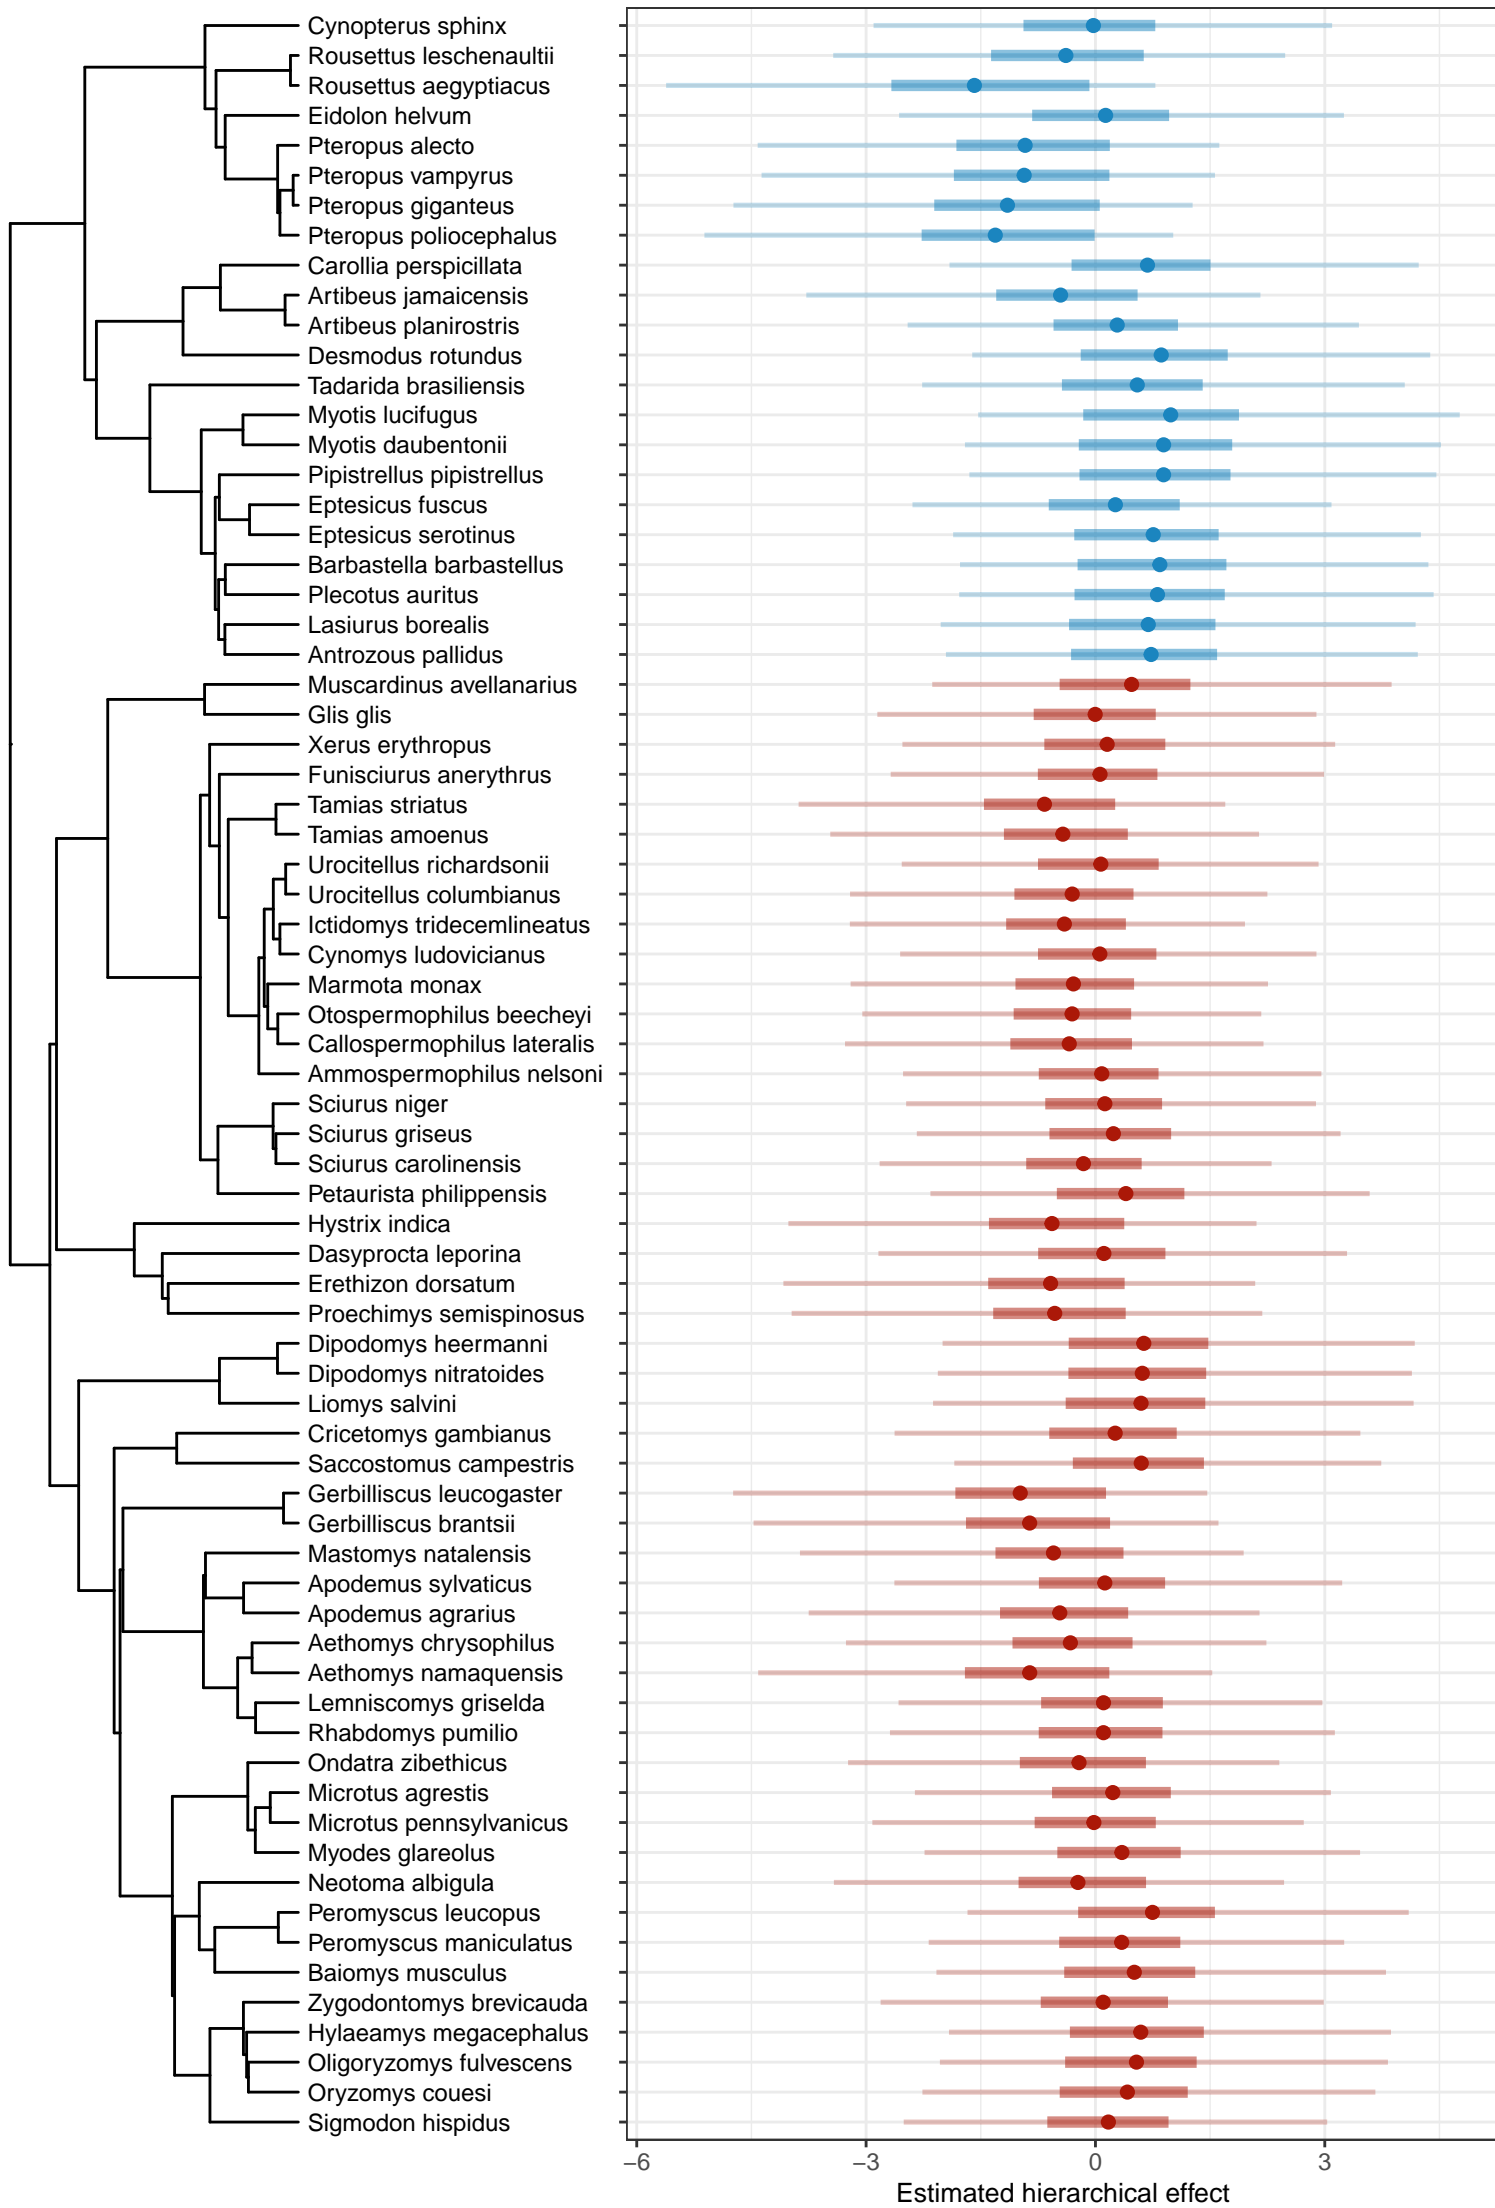 Cynopterus sphinx
Rousettus leschenaultii
Rousettus aegyptiacus
Eidolon helvum
Pteropus alecto
Pteropus vampyrus
Pteropus giganteus
Pteropus poliocephalus
Carollia perspicillata
Artibeus jamaicensis
Artibeus planirostris
Desmodus rotundus
Tadarida brasiliensis
Myotis lucifugus
Myotis daubentonii
Pipistrellus pipistrellus
Eptesicus fuscus
Eptesicus serotinus
Barbastella barbastellus
Plecotus auritus
Lasiurus borealis
Antrozous pallidus
Muscardinus avellanarius
Glis glis
Xerus erythropus
Funisciurus anerythrus
Tamias striatus
Tamias amoenus
Urocitellus richardsonii
Urocitellus columbianus
Ictidomys tridecemlineatus
Cynomys ludovicianus
Marmota monax
Otospermophilus beecheyi
Callospermophilus lateralis
Ammospermophilus nelsoni
Sciurus niger
Sciurus griseus
Sciurus carolinensis
Petaurista philippensis
Hystrix indica
Dasyprocta leporina
Erethizon dorsatum
Proechimys semispinosus
Dipodomys heermanni
Dipodomys nitratoides
Liomys salvini
Cricetomys gambianus
Saccostomus campestris
Gerbilliscus leucogaster
Gerbilliscus brantsii
Mastomys natalensis
Apodemus sylvaticus
Apodemus agrarius
Aethomys chrysophilus
Aethomys namaquensis
Lemniscomys griselda
Rhabdomys pumilio
Ondatra zibethicus
Microtus agrestis
Microtus pennsylvanicus
Myodes glareolus
Neotoma albigula
Peromyscus leucopus
Peromyscus maniculatus
Baiomys musculus
Zygodontomys brevicauda
Hylaeamys megacephalus
Oligoryzomys fulvescens
Oryzomys couesi
Sigmodon hispidus
−6 −3 0 3
Estimated hierarchical effect